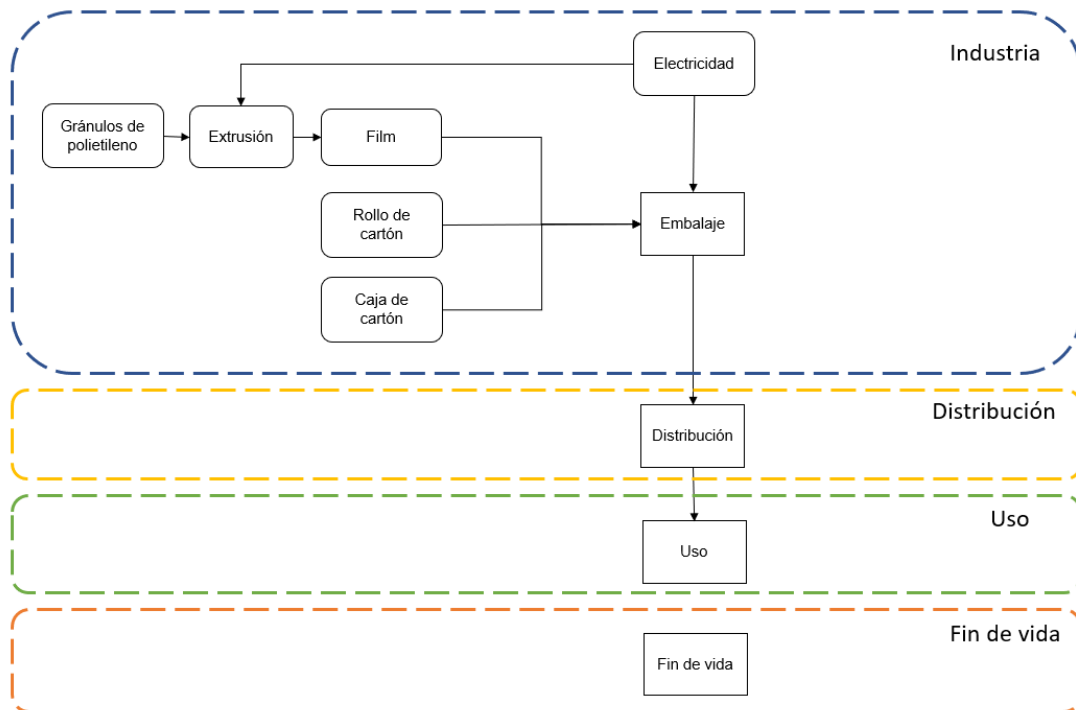 Industria
Electricidad
Gránulos de
polietileno
Extrusión
Film
Rollo de
cartón
Embalaje
Caja de
cartón
Distribución
Distribución
Uso
Uso
Fin de vida
Fin de vida